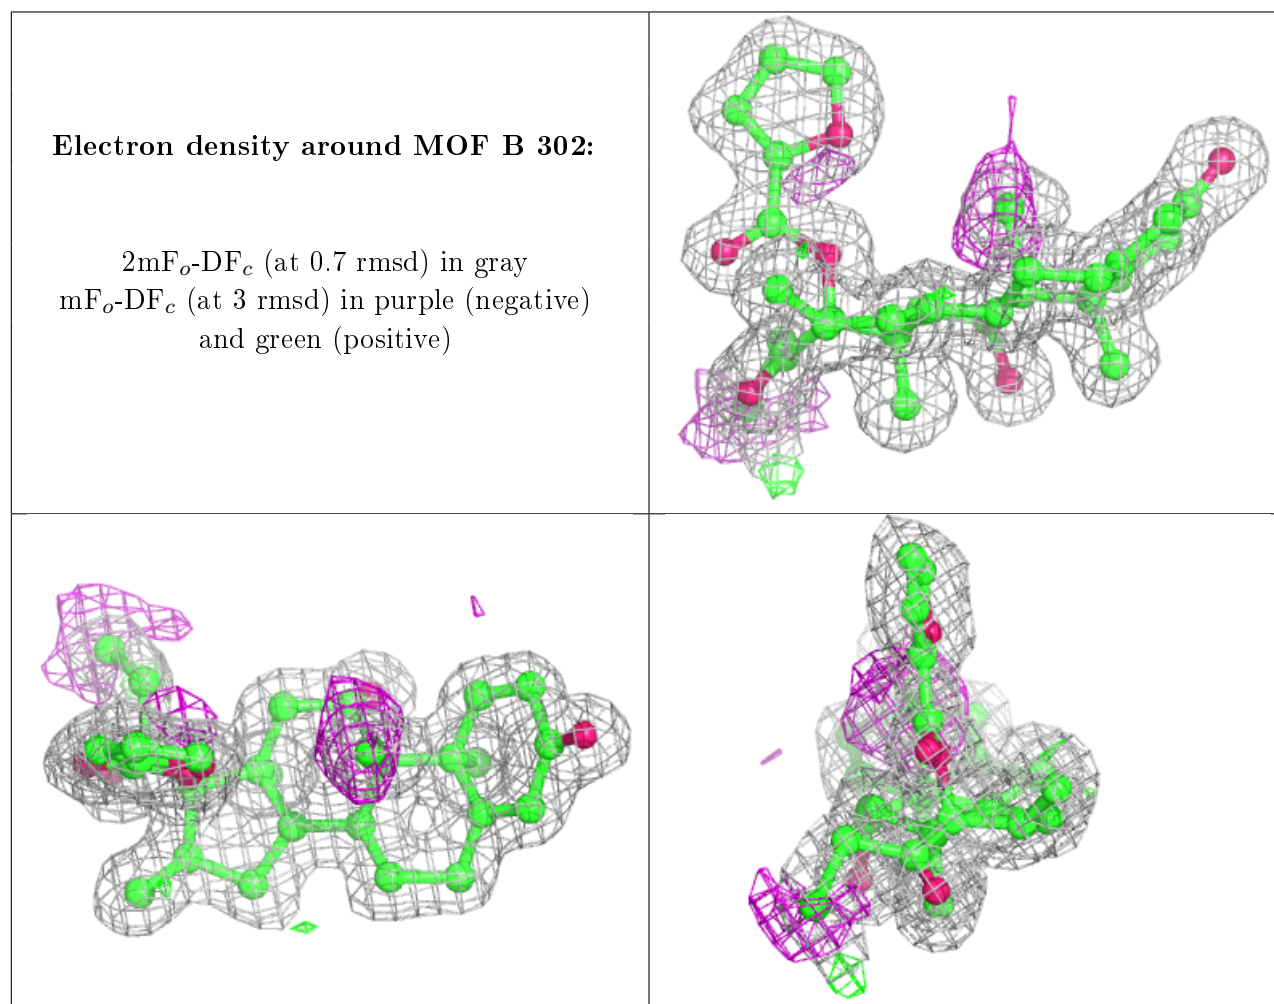 Electron density around MOF B 302:
2mFo-DFc (at 0.7 rmsd) in gray
mFo-DFc (at 3 rmsd) in purple (negative)
and green (positive)